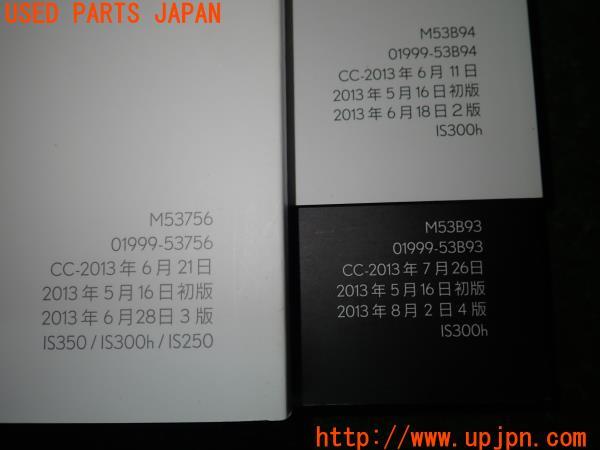 USED PARTS JAPAN
M53756
01999-53756
CC-2013年6月21日
2013年5月16日初版
2013年6月28日3版
IS350 / IS300h / IS250
M53B94
01999-53B94
CC-2013年6月11日
2013年5月16日初版
2013年6月18日2版
IS300h
M53B93
01999-53B93
CC-2013年7月26日
2013年5月16日初版
2013年8月2日4版
IS300h
http://www.upjpn.com